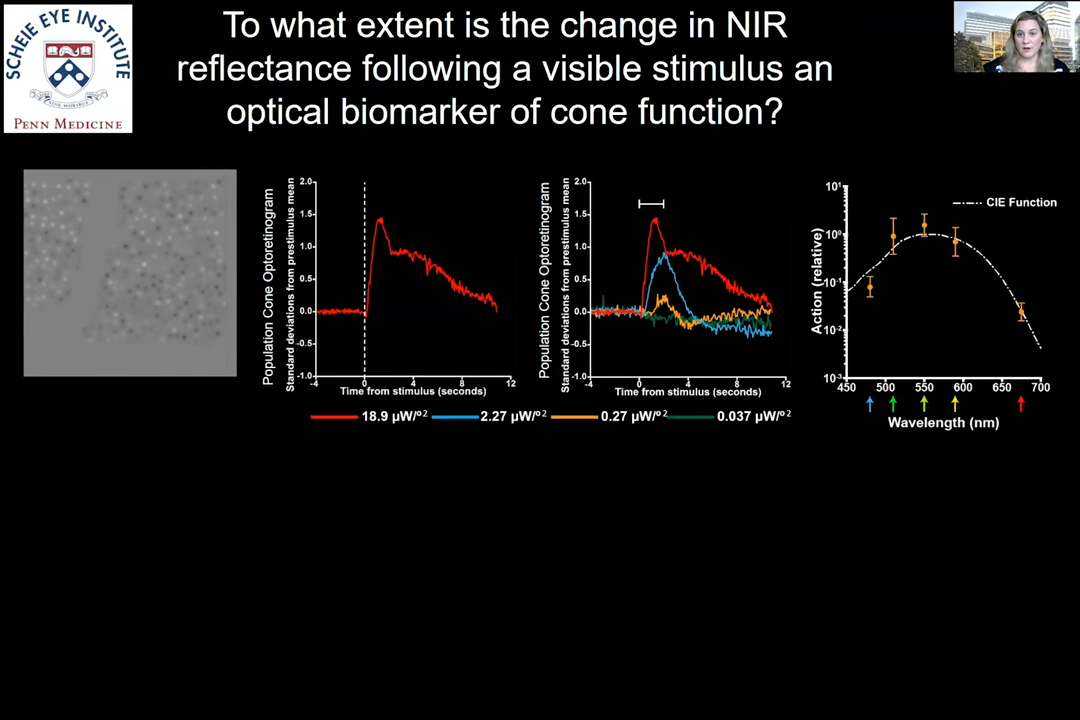 To what extent is the change in NIR
reflectance following a visible stimulus an
optical biomarker of cone function?
SCHEIE EYE INSTITUTE
PENN MEDICINE
Population Cone Optoretinogram
Standard deviations from prestimulus mean
2.0
1.5
1.0
0.5
0.0
-0.5
-1.0
-4 0 4 8 12
Time from stimulus (seconds)
Population Cone Optoretinogram
Standard deviations from prestimulus mean
2.0
1.5
1.0
0.5
0.0
-0.5
-1.0
-4 0 4 8 12
Time from stimulus (seconds)
18.9 µW/º² 2.27 µW/º² 0.27 µW/º² 0.037 µW/º²
CIE Function
Action (relative)
10¹
10⁰
10⁻¹
10⁻²
10⁻³
450 500 550 600 650 700
Wavelength (nm)